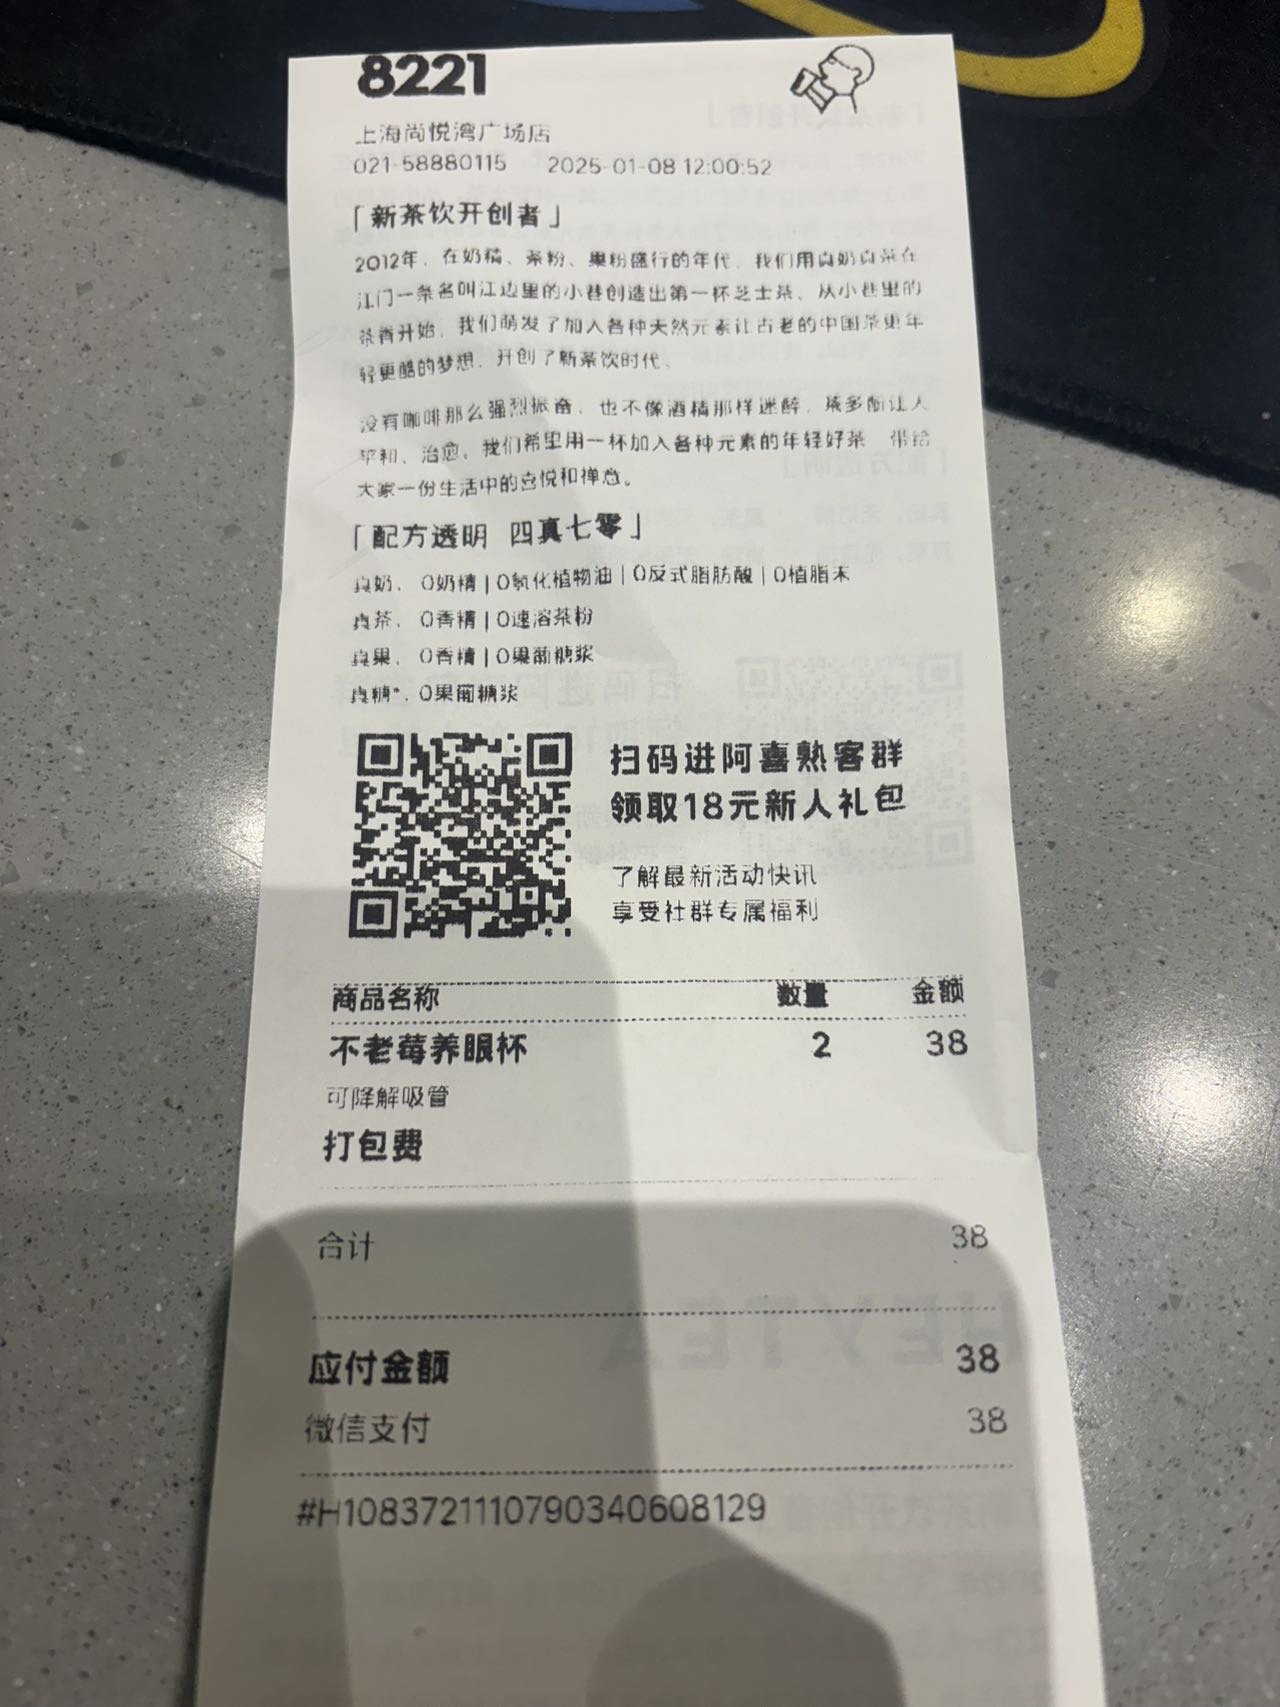 8221
上海尚悦湾广场店
021-58880115 2025-01-08 12:00:52
「新茶饮开创者」
2012年，在奶精、茶粉、果粉盛行的年代，我们用真奶真茶在
江门一条名叫江边里的小巷创造出第一杯芝士茶。从小巷里的
茶香开始，我们萌发了加入各种天然元素让古老的中国茶更年
轻更酷的梦想，开创了新茶饮时代。
没有咖啡那么强烈振奋，也不像酒精那样迷醉，茶多酚让人
平和、治愈。我们希望用一杯加入各种元素的年轻好茶 带给
大家一份生活中的喜悦和禅意。
「配方透明 四真七零」
真奶，0奶精 | 0氢化植物油 | 0反式脂肪酸 | 0植脂末
真茶，0香精 | 0速溶茶粉
真果，0香精 | 0果葡糖浆
真糖*，0果葡糖浆
扫码进阿喜熟客群
领取18元新人礼包
了解最新活动快讯
享受社群专属福利
商品名称 数量 金额
不老莓养眼杯 2 38
可降解吸管
打包费
合计 38
应付金额 38
微信支付 38
#H10837211107903406081​29
HEYTEA